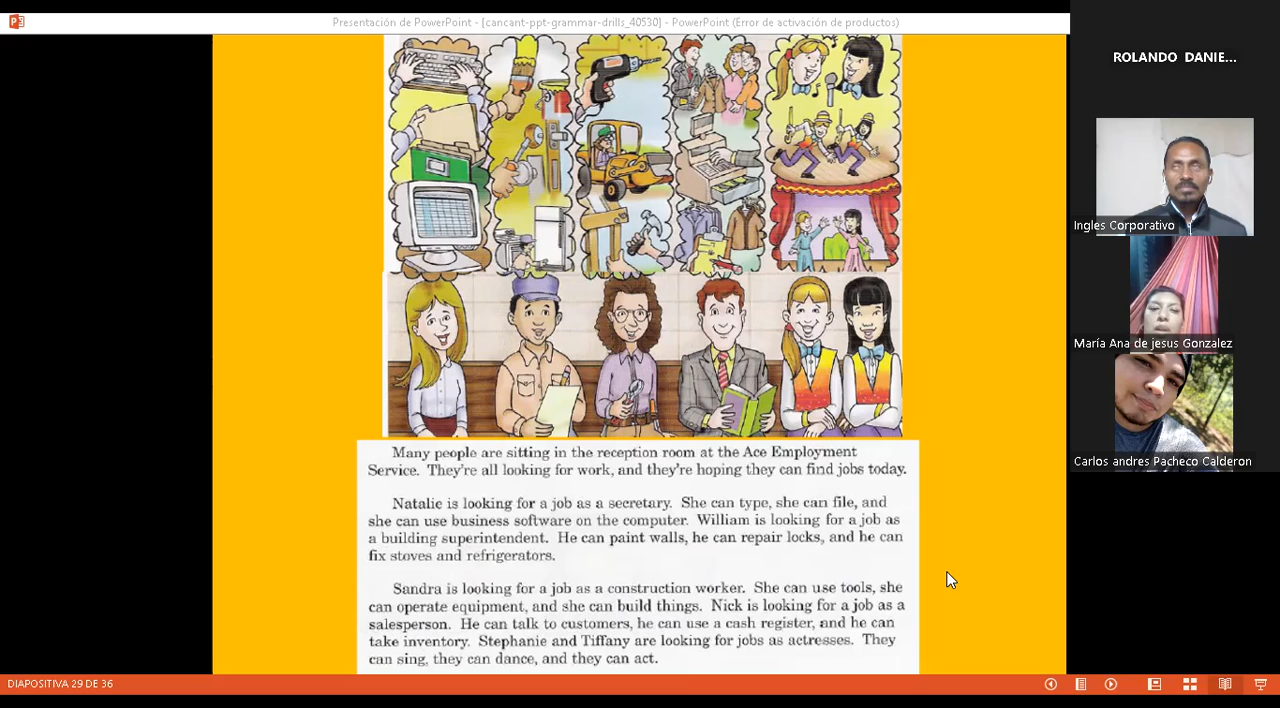 Presentación de PowerPoint - [cancant-ppt-grammar-drills_40530] - PowerPoint (Error de activación de productos)
ROLANDO DANIE...
Ingles Corporativo
María Ana de jesus Gonzalez
Carlos andres Pacheco Calderon
Many people are sitting in the reception room at the Ace Employment
Service. They're all looking for work, and they're hoping they can find jobs today.
Natalie is looking for a job as a secretary. She can type, she can file, and
she can use business software on the computer. William is looking for a job as
a building superintendent. He can paint walls, he can repair locks, and he can
fix stoves and refrigerators.
Sandra is looking for a job as a construction worker. She can use tools, she
can operate equipment, and she can build things. Nick is looking for a job as a
salesperson. He can talk to customers, he can use a cash register, and he can
take inventory. Stephanie and Tiffany are looking for jobs as actresses. They
can sing, they can dance, and they can act.
DIAPOSITIVA 29 DE 36